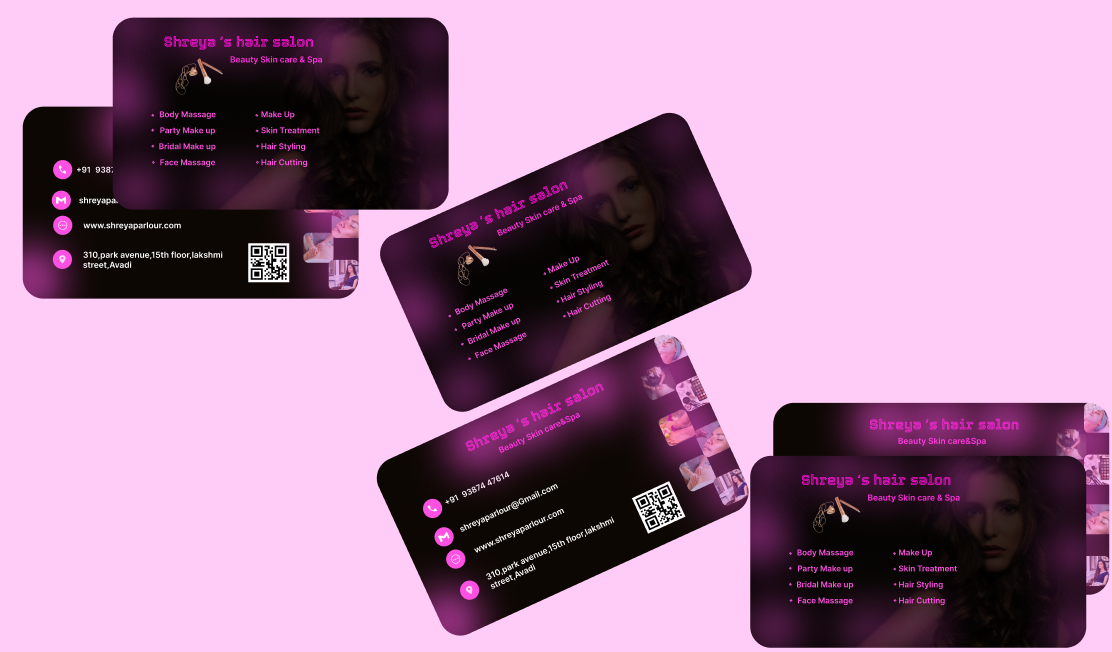 Shreya 's hair salon
Beauty Skin care & Spa
• Body Massage
• Party Make up
• Bridal Make up
• Face Massage
• Make Up
• Skin Treatment
• Hair Styling
• Hair Cutting
+91 938
shreyapa
www.shreyaparlour.com
310,park avenue,15th floor,lakshmi
street,Avadi
Shreya 's hair salon
Beauty Skin care & Spa
• Body Massage
• Party Make up
• Bridal Make up
• Face Massage
• Make Up
• Skin Treatment
• Hair Styling
• Hair Cutting
Shreya 's hair salon
Beauty Skin care&Spa
+91 93874 47614
shreyaparlour@Gmail.com
www.shreyaparlour.com
310,park avenue,15th floor,lakshmi
street,Avadi
Shreya 's hair salon
Beauty Skin care&Spa
Shreya 's hair salon
Beauty Skin care & Spa
• Body Massage
• Party Make up
• Bridal Make up
• Face Massage
• Make Up
• Skin Treatment
• Hair Styling
• Hair Cutting